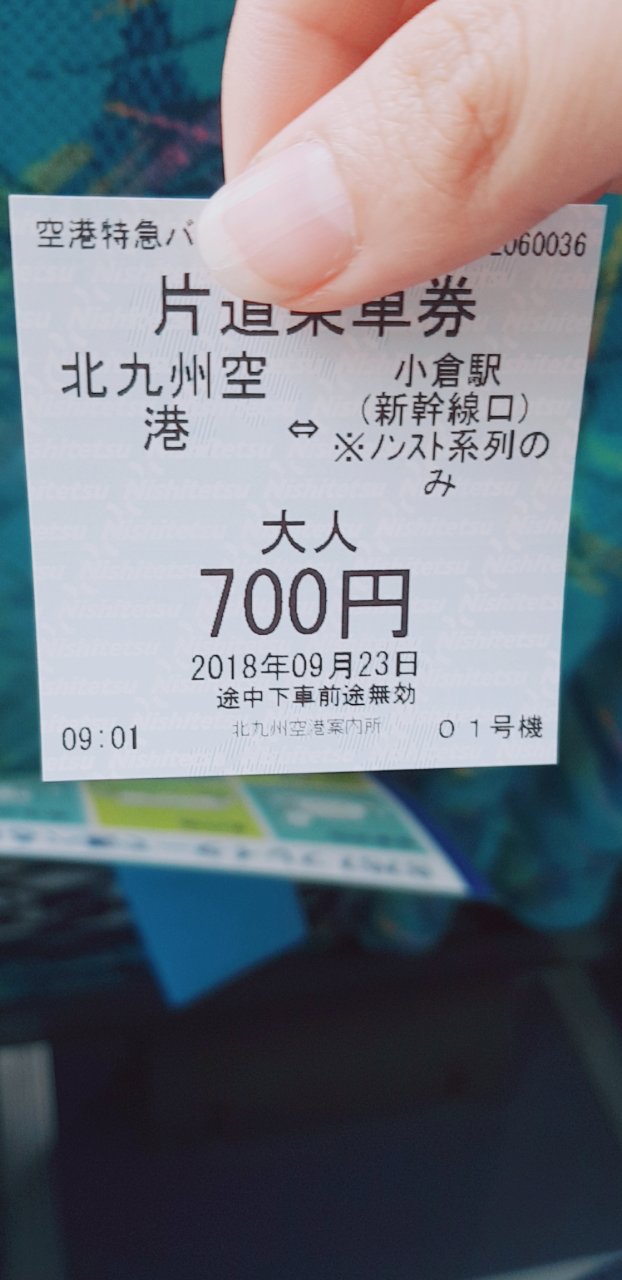 空港特急バ
060036
片道乗車券
北九州空
港
⇔
小倉駅
(新幹線口)
※ノンスト系列の
み
大人
700円
2018年09月23日
途中下車前途無効
09:01
北九州空港案内所
01号機
Nishitetsu